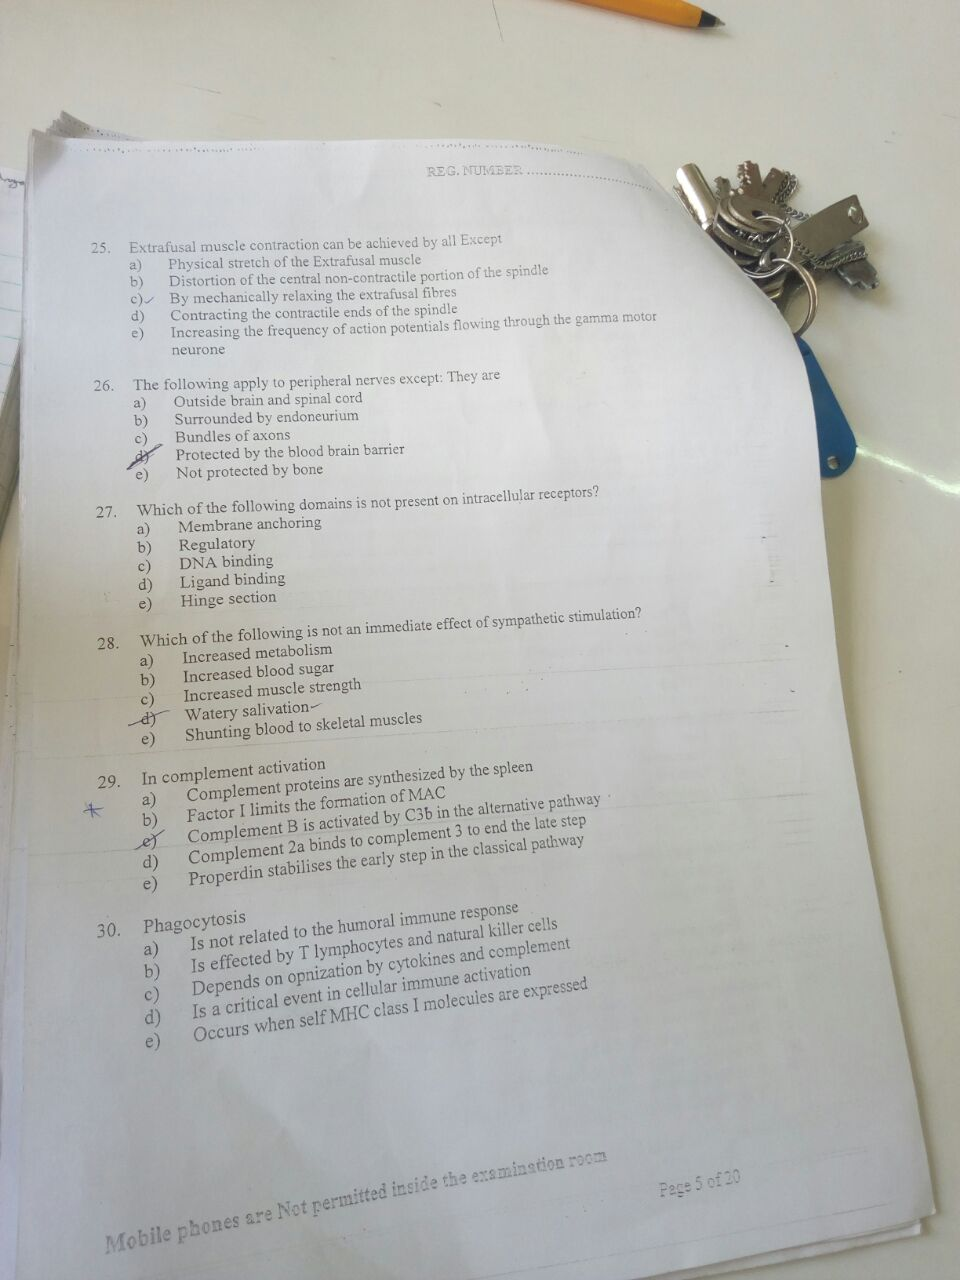 REG. NUMBER ..............................
25. Extrafusal muscle contraction can be achieved by all Except
a) Physical stretch of the Extrafusal muscle
b) Distortion of the central non-contractile portion of the spindle
c) By mechanically relaxing the extrafusal fibres
d) Contracting the contractile ends of the spindle
e) Increasing the frequency of action potentials flowing through the gamma motor
neurone
26. The following apply to peripheral nerves except: They are
a) Outside brain and spinal cord
b) Surrounded by endoneurium
c) Bundles of axons
d) Protected by the blood brain barrier
e) Not protected by bone
27. Which of the following domains is not present on intracellular receptors?
a) Membrane anchoring
b) Regulatory
c) DNA binding
d) Ligand binding
e) Hinge section
28. Which of the following is not an immediate effect of sympathetic stimulation?
a) Increased metabolism
b) Increased blood sugar
c) Increased muscle strength
d) Watery salivation
e) Shunting blood to skeletal muscles
29. In complement activation
a) Complement proteins are synthesized by the spleen
b) Factor I limits the formation of MAC
c) Complement B is activated by C3b in the alternative pathway
d) Complement 2a binds to complement 3 to end the late step
e) Properdin stabilises the early step in the classical pathway
30. Phagocytosis
a) Is not related to the humoral immune response
b) Is effected by T lymphocytes and natural killer cells
c) Depends on opnization by cytokines and complement
d) Is a critical event in cellular immune activation
e) Occurs when self MHC class I molecules are expressed
Mobile phones are Not permitted inside the examination room
Page 5 of 20